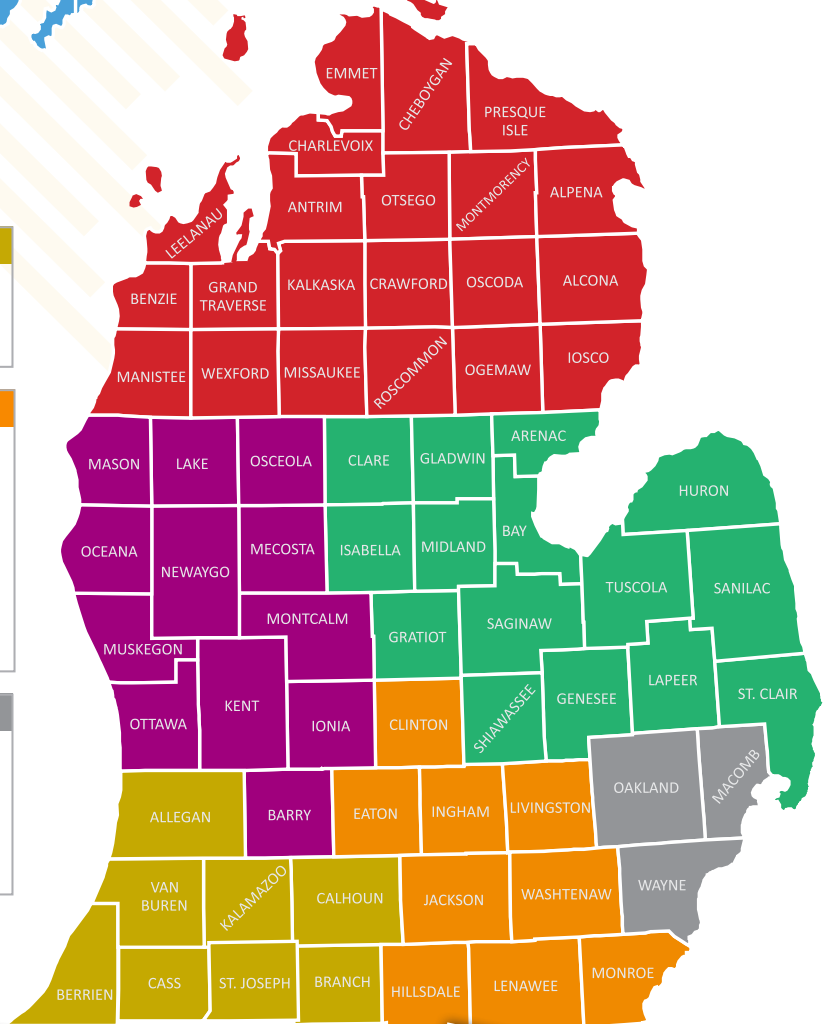 EMMET
CHEBOYGAN
PRESQUE
ISLE
CHARLEVOIX
LEELANAU
ANTRIM
OTSEGO
MONTMORENCY
ALPENA
BENZIE
GRAND
TRAVERSE
KALKASKA
CRAWFORD
OSCODA
ALCONA
MANISTEE
WEXFORD
MISSAUKEE
ROSCOMMON
OGEMAW
IOSCO
MASON
LAKE
OSCEOLA
CLARE
GLADWIN
ARENAC
HURON
OCEANA
NEWAYGO
MECOSTA
ISABELLA
MIDLAND
BAY
TUSCOLA
SANILAC
MUSKEGON
MONTCALM
GRATIOT
SAGINAW
LAPEER
ST. CLAIR
OTTAWA
KENT
IONIA
CLINTON
SHIAWASSEE
GENESEE
ALLEGAN
BARRY
EATON
INGHAM
LIVINGSTON
OAKLAND
MACOMB
VAN
BUREN
KALAMAZOO
CALHOUN
JACKSON
WASHTENAW
WAYNE
BERRIEN
CASS
ST. JOSEPH
BRANCH
HILLSDALE
LENAWEE
MONROE